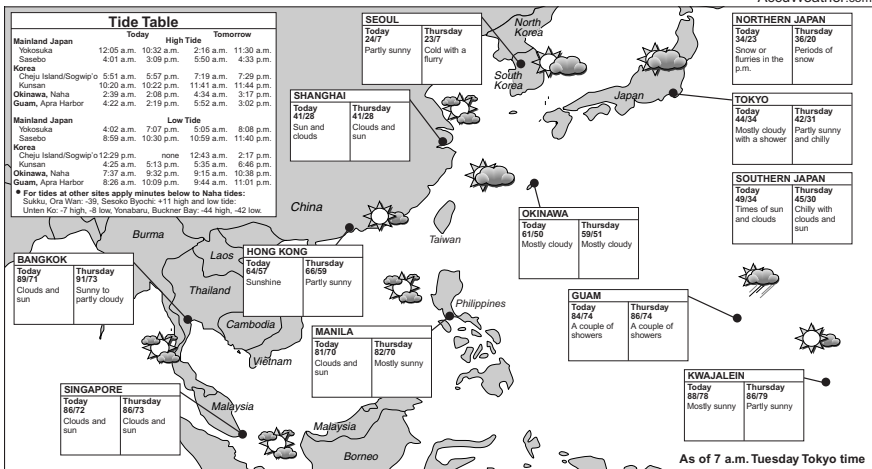 AccuWeather.com
Tide Table
Today Tomorrow
Mainland Japan High Tide
Yokosuka 12:05 a.m. 10:32 a.m. 2:16 a.m. 11:30 a.m.
Sasebo 4:01 a.m. 3:09 p.m. 5:50 a.m. 4:33 p.m.
Korea
Cheju Island/Sogwip'o 5:51 a.m. 5:57 p.m. 7:19 a.m. 7:29 p.m.
Kunsan 10:20 a.m. 10:22 p.m. 11:41 a.m. 11:44 p.m.
Okinawa, Naha 2:39 a.m. 2:08 p.m. 4:34 a.m. 3:17 p.m.
Guam, Apra Harbor 4:22 a.m. 2:19 p.m. 5:52 a.m. 3:02 p.m.
Mainland Japan Low Tide
Yokosuka 4:02 a.m. 7:07 p.m. 5:05 a.m. 8:08 p.m.
Sasebo 8:59 a.m. 10:30 p.m. 10:59 a.m. 11:40 p.m.
Korea
Cheju Island/Sogwip'o 12:29 p.m. none 12:43 a.m. 2:17 p.m.
Kunsan 4:25 a.m. 5:13 p.m. 5:35 a.m. 6:46 p.m.
Okinawa, Naha 7:37 a.m. 9:32 p.m. 9:15 a.m. 10:38 p.m.
Guam, Apra Harbor 8:26 a.m. 10:09 p.m. 9:44 a.m. 11:01 p.m.
• For tides at other sites apply minutes below to Naha tides:
Sukku, Ora Wan: -39, Sesoko Byochi: +11 high and low tide:
Unten Ko: -7 high, -8 low, Yonabaru, Buckner Bay: -44 high, -42 low.
SEOUL
Today Thursday
24/7 23/7
Partly sunny Cold with a
flurry
North
Korea
South
Korea
Japan
NORTHERN JAPAN
Today Thursday
34/23 36/20
Snow or Periods of
flurries in the snow
p.m.
SHANGHAI
Today Thursday
41/28 41/28
Sun and Clouds and
clouds sun
TOKYO
Today Thursday
44/34 42/31
Mostly cloudy Partly sunny
with a shower and chilly
SOUTHERN JAPAN
Today Thursday
49/34 45/30
Times of sun Chilly with
and clouds clouds and
sun
China
Taiwan
OKINAWA
Today Thursday
61/50 59/51
Mostly cloudy Mostly cloudy
Burma
Laos
Thailand
Cambodia
Vietnam
HONG KONG
Today Thursday
64/57 66/59
Sunshine Partly sunny
BANGKOK
Today Thursday
89/71 91/73
Clouds and Sunny to
sun partly cloudy
Philippines
GUAM
Today Thursday
84/74 86/74
A couple of A couple of
showers showers
MANILA
Today Thursday
81/70 82/70
Clouds and Mostly sunny
sun
KWAJALEIN
Today Thursday
88/78 86/79
Mostly sunny Partly sunny
SINGAPORE
Today Thursday
86/72 86/73
Clouds and Clouds and
sun sun
Malaysia
Malaysia
Borneo
As of 7 a.m. Tuesday Tokyo time